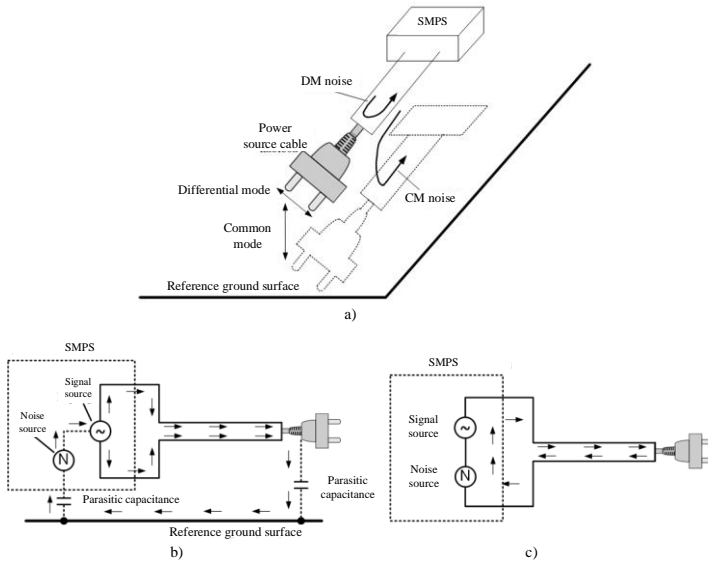 SMPS
DM noise
Power
source cable
Differential mode
CM noise
Common
mode
Reference ground surface
a)
SMPS
Signal
source
Noise
source
~
N
Parasitic capacitance
Parasitic
capacitance
Reference ground surface
b)
SMPS
Signal
source
~
Noise
source
N
c)